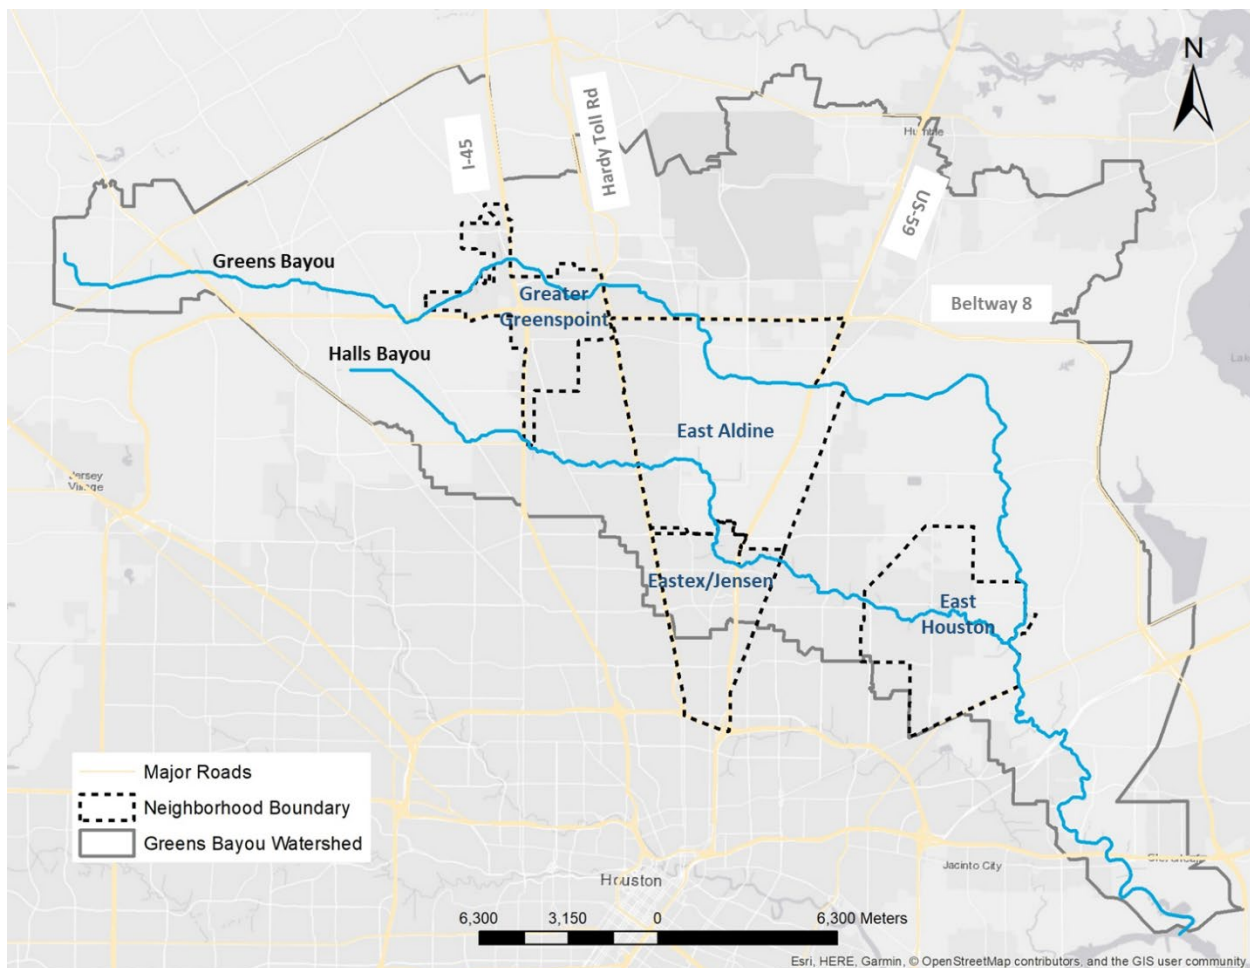 N
Humble
I-45
Hardy Toll Rd
US-59
Greens Bayou
Greater
Greenspoint
Beltway 8
Halls Bayou
East Aldine
Jersey
Village
Eastex/Jensen
East
Houston
Major Roads
Neighborhood Boundary
Greens Bayou Watershed
Jacinto City
Houston
6,300 3,150 0 6,300 Meters
Esri, HERE, Garmin, © OpenStreetMap contributors, and the GIS user community